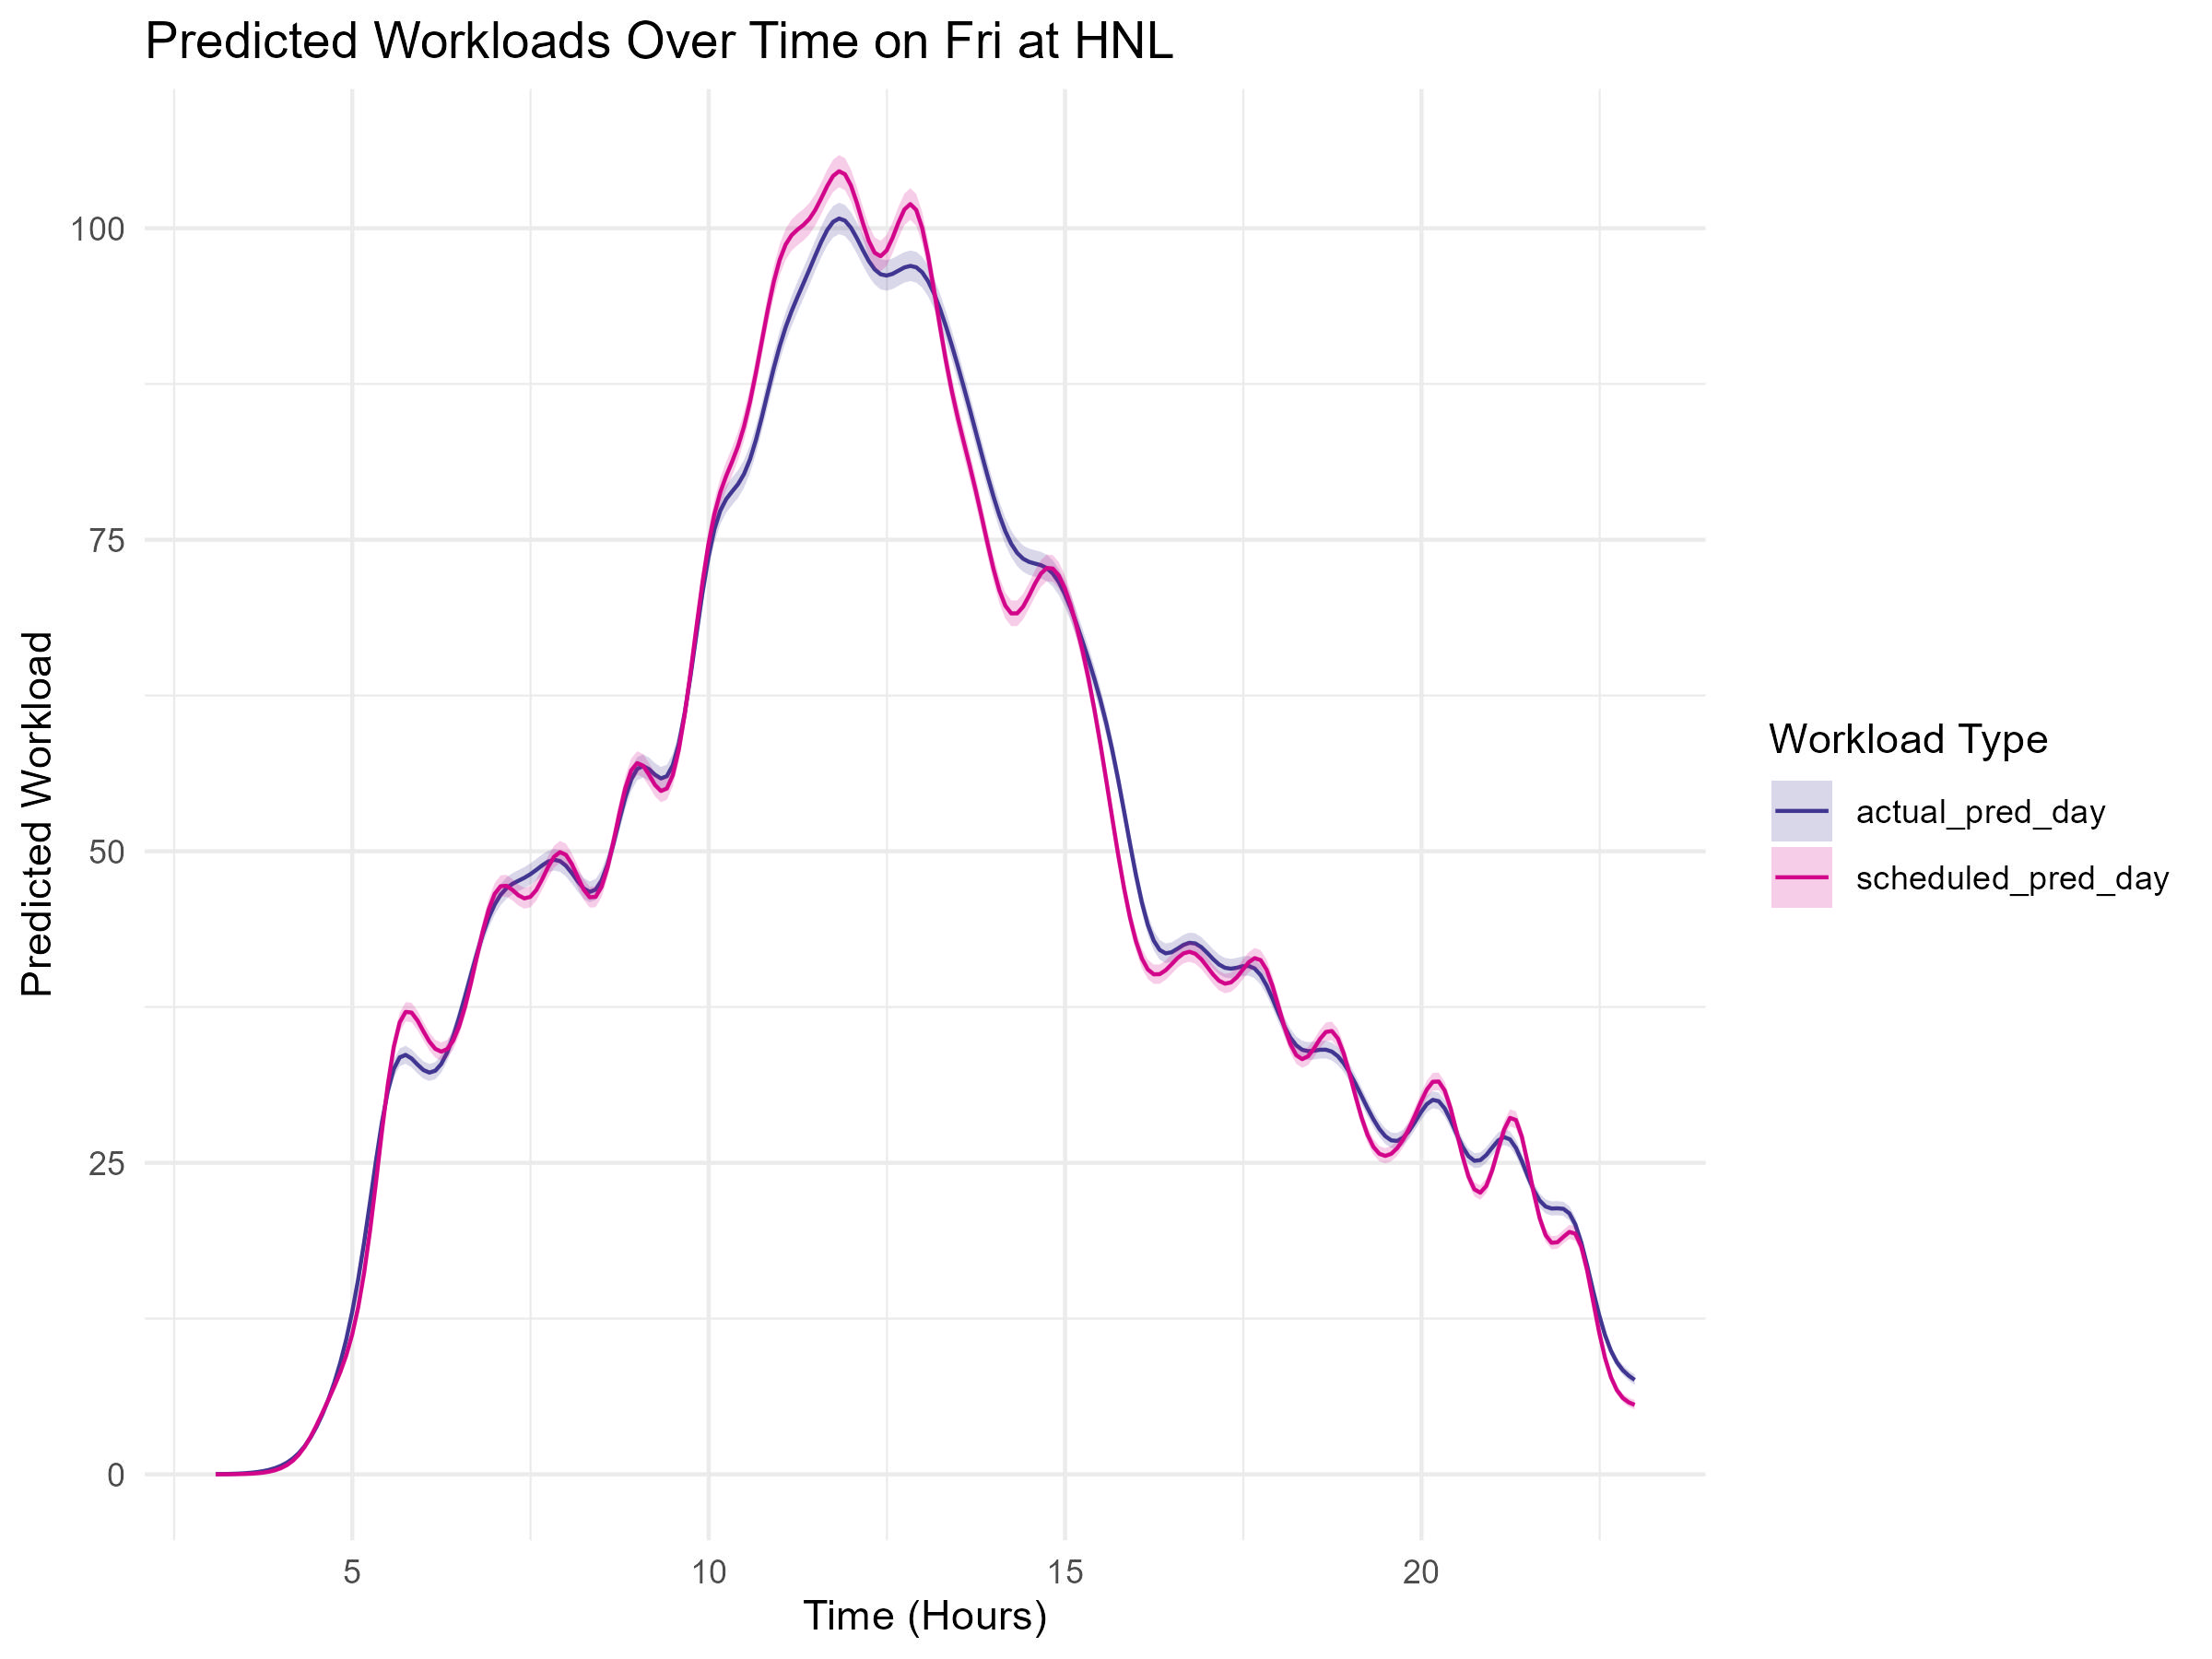 Predicted Workloads Over Time on Fri at HNL
Predicted Workload
100
75
50
25
0
5
10
15
20
Time (Hours)
Workload Type
actual_pred_day
scheduled_pred_day